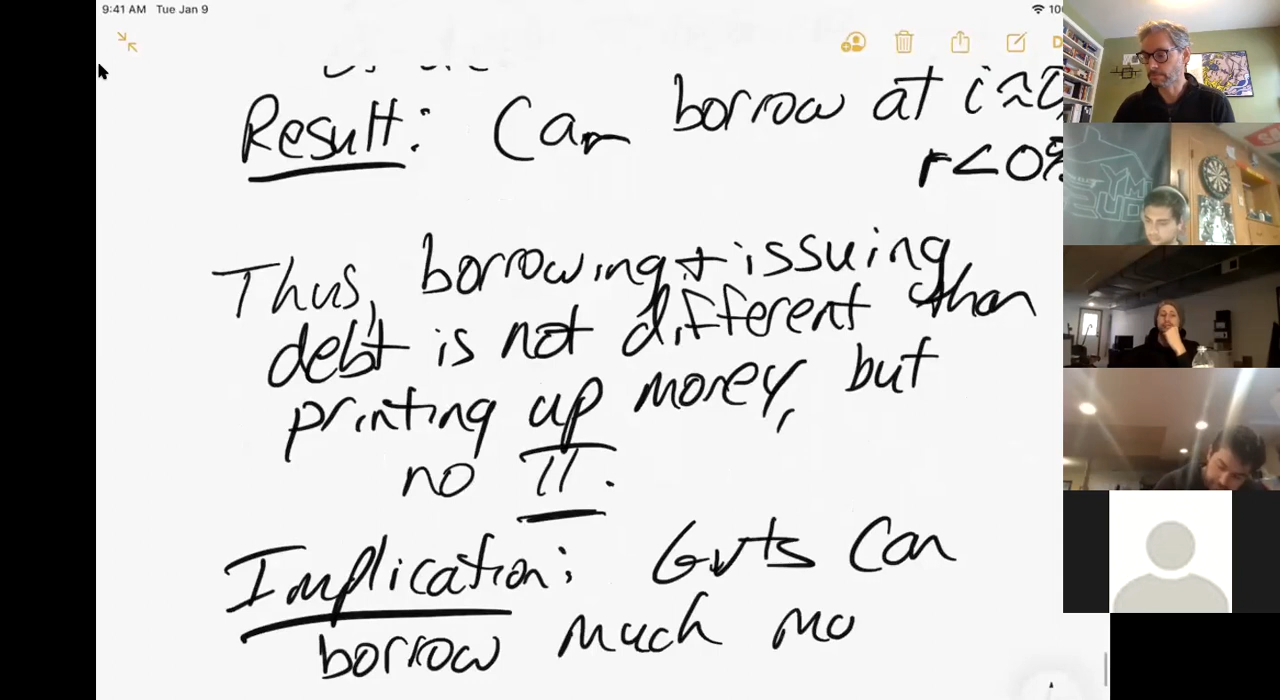 9:41 AM Tue Jan 9
Result: Can borrow at i≈0
r<0%
Thus, borrowing + issuing
debt is not different than
printing up money, but
no π.
Implication: Gvts can
borrow much mo